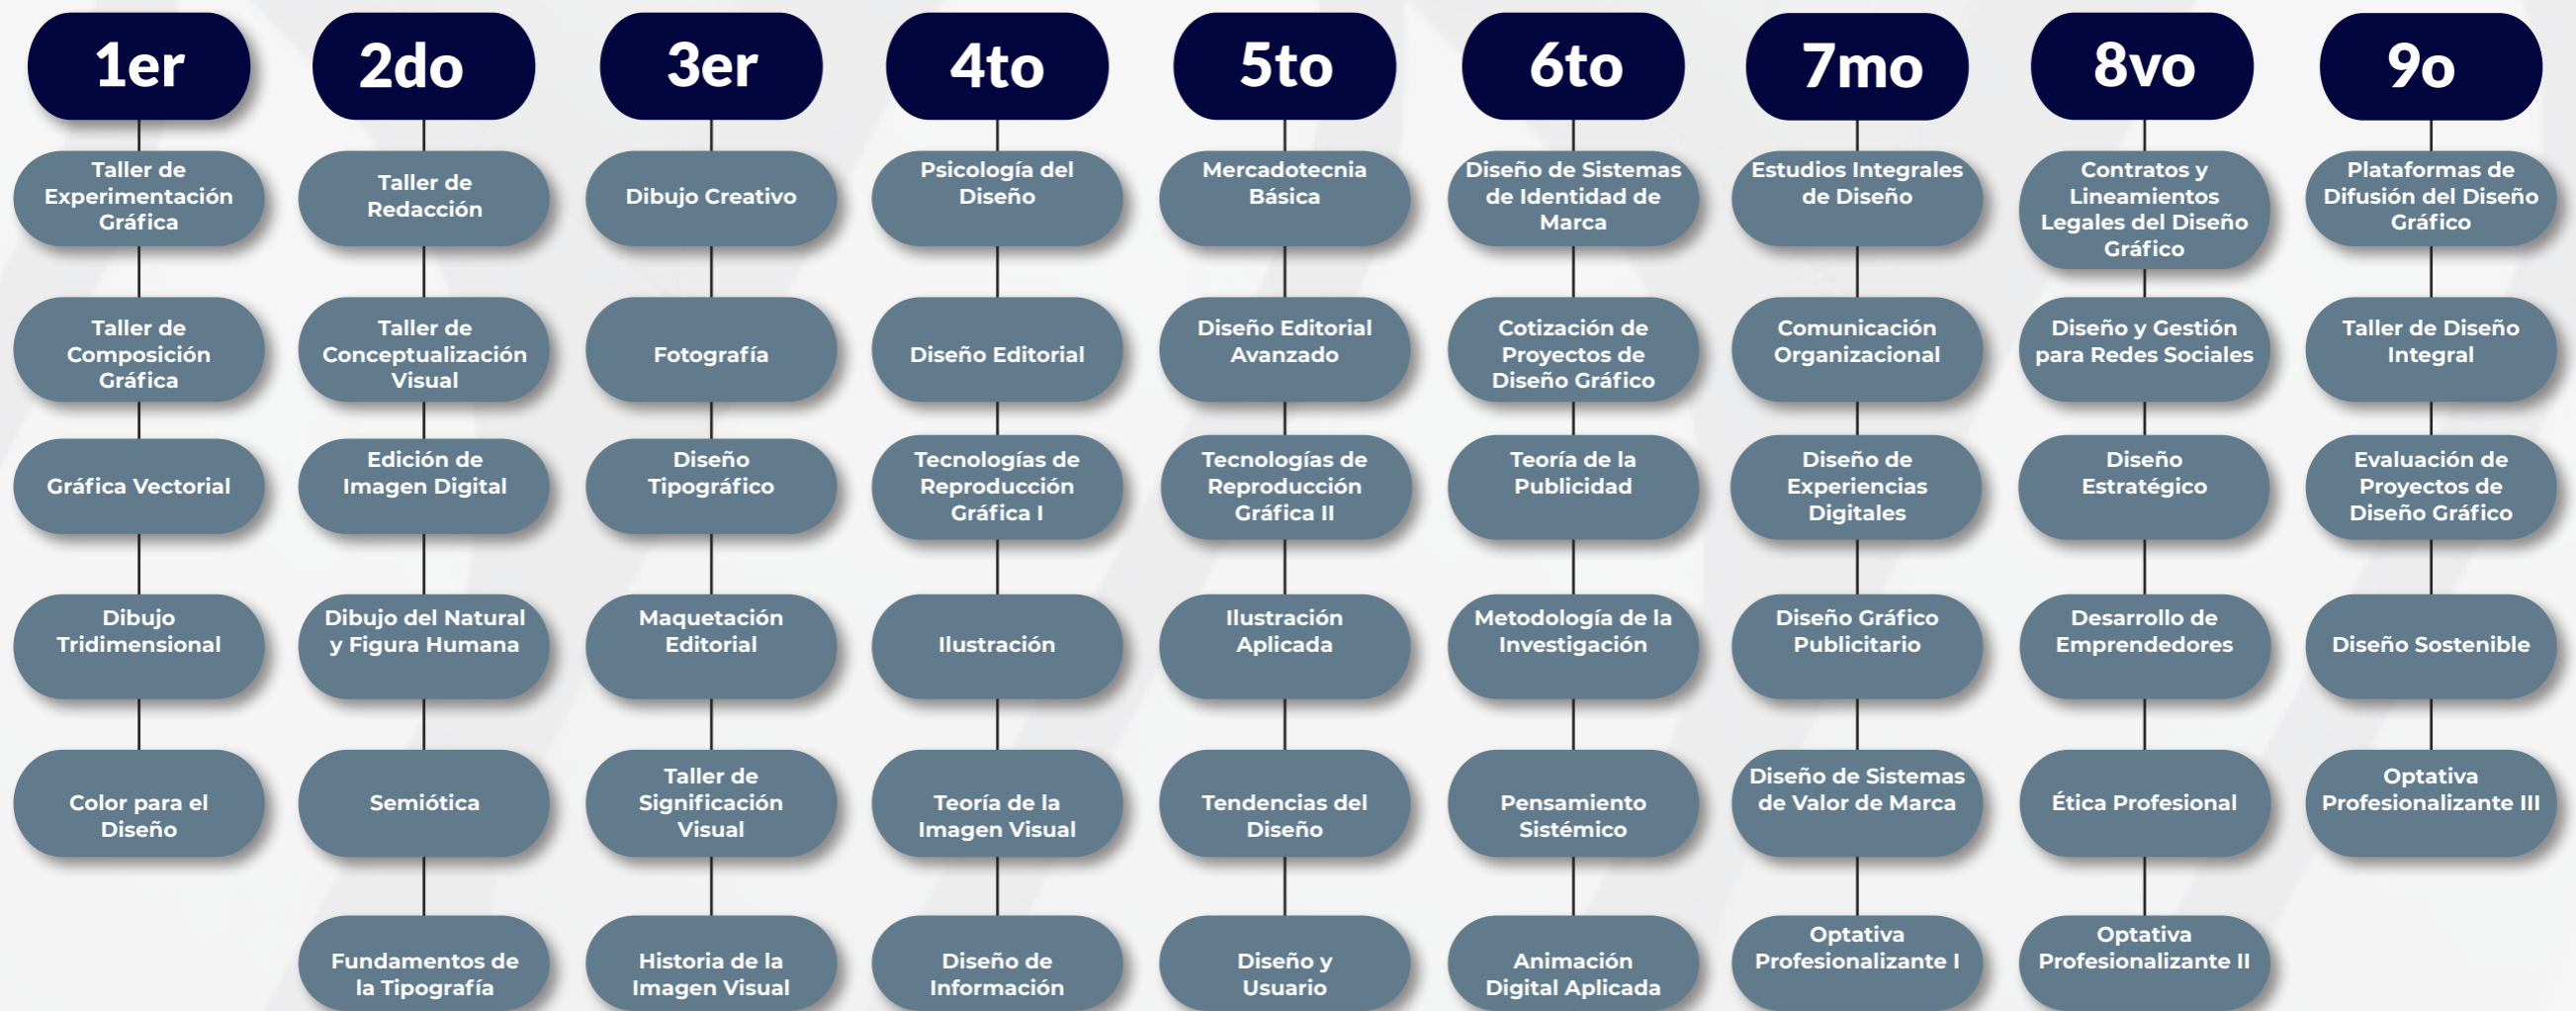 1er
Taller de
Experimentación
Gráfica
Taller de
Composición
Gráfica
Gráfica Vectorial
Dibujo
Tridimensional
Color para el
Diseño
2do
Taller de
Redacción
Taller de
Conceptualización
Visual
Edición de
Imagen Digital
Dibujo del Natural
y Figura Humana
Semiótica
Fundamentos de
la Tipografía
3er
Dibujo Creativo
Fotografía
Diseño
Tipográfico
Maquetación
Editorial
Taller de
Significación
Visual
Historia de la
Imagen Visual
4to
Psicología del
Diseño
Diseño Editorial
Tecnologías de
Reproducción
Gráfica I
Ilustración
Teoría de la
Imagen Visual
Diseño de
Información
5to
Mercadotecnia
Básica
Diseño Editorial
Avanzado
Tecnologías de
Reproducción
Gráfica II
Ilustración
Aplicada
Tendencias del
Diseño
Diseño y
Usuario
6to
Diseño de Sistemas
de Identidad de
Marca
Cotización de
Proyectos de
Diseño Gráfico
Teoría de la
Publicidad
Metodología de la
Investigación
Pensamiento
Sistémico
Animación
Digital Aplicada
7mo
Estudios Integrales
de Diseño
Comunicación
Organizacional
Diseño de
Experiencias
Digitales
Diseño Gráfico
Publicitario
Diseño de Sistemas
de Valor de Marca
Optativa
Profesionalizante I
8vo
Contratos y
Lineamientos
Legales del Diseño
Gráfico
Diseño y Gestión
para Redes Sociales
Diseño
Estratégico
Desarrollo de
Emprendedores
Ética Profesional
Optativa
Profesionalizante II
9o
Plataformas de
Difusión del Diseño
Gráfico
Taller de Diseño
Integral
Evaluación de
Proyectos de
Diseño Gráfico
Diseño Sostenible
Optativa
Profesionalizante III